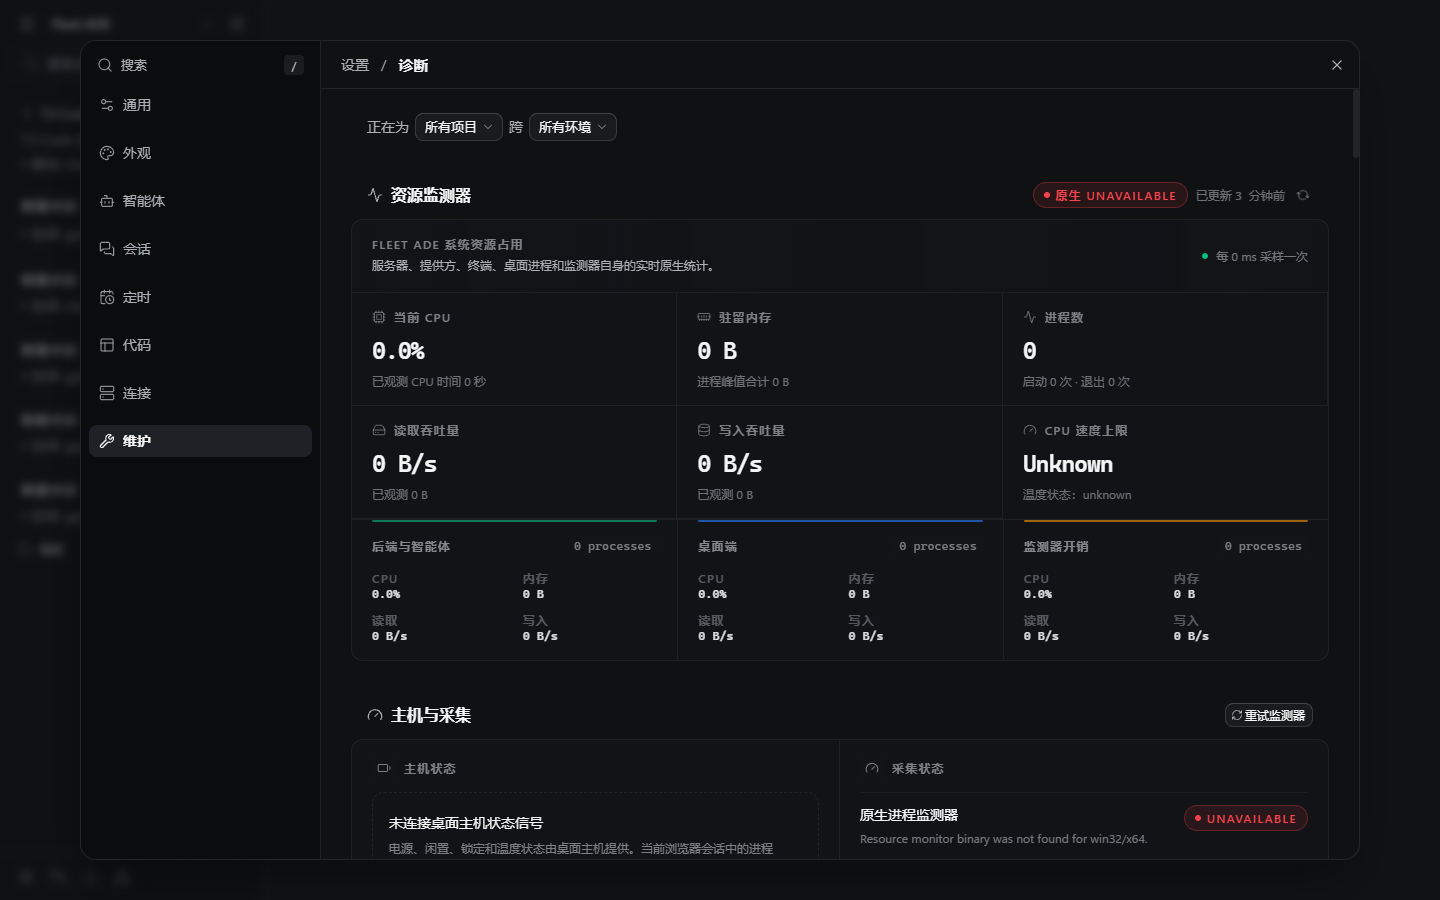 搜索 /
通用
外观
智能体
会话
定时
代码
连接
维护
设置 / 诊断
正在为 所有项目 跨 所有环境
资源监测器
原生 UNAVAILABLE 已更新 3 分钟前
FLEET ADE 系统资源占用
服务器、提供方、终端、桌面进程和监测器自身的实时原生统计。
每 0 ms 采样一次
当前 CPU
0.0%
已观测 CPU 时间 0 秒
驻留内存
0 B
进程峰值合计 0 B
进程数
0
启动 0 次 · 退出 0 次
读取吞吐量
0 B/s
已观测 0 B
写入吞吐量
0 B/s
已观测 0 B
CPU 速度上限
Unknown
温度状态：unknown
后端与智能体 0 processes
CPU 内存
0.0% 0 B
读取 写入
0 B/s 0 B/s
桌面端 0 processes
CPU 内存
0.0% 0 B
读取 写入
0 B/s 0 B/s
监测器开销 0 processes
CPU 内存
0.0% 0 B
读取 写入
0 B/s 0 B/s
主机与采集
重试监测器
主机状态
未连接桌面主机状态信号
电源、闲置、锁定和温度状态由桌面主机提供。当前浏览器会话中的进程
采集状态
原生进程监测器
UNAVAILABLE
Resource monitor binary was not found for win32/x64.